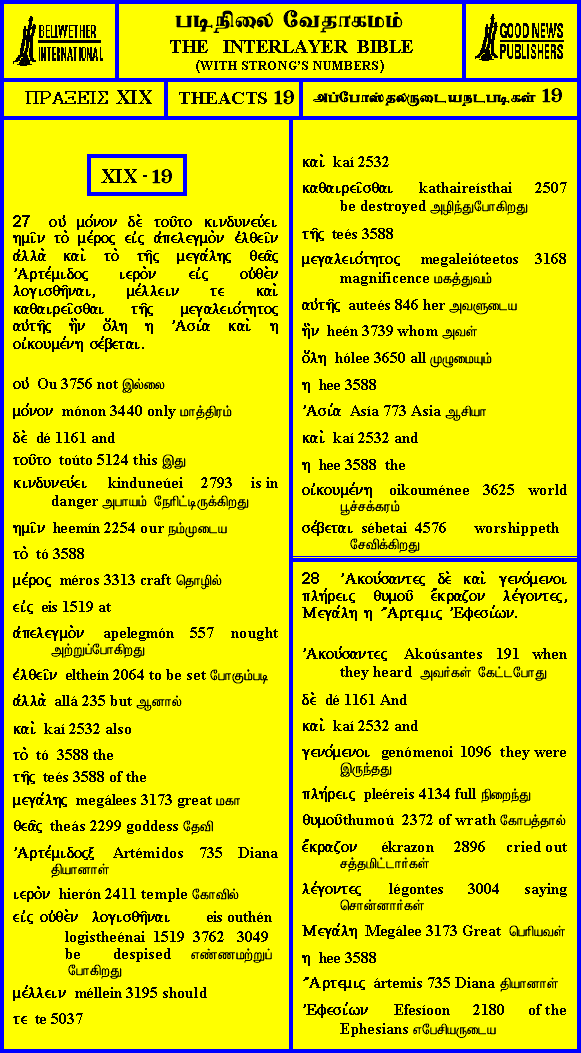 BELLWETHER
INTERNATIONAL
படிநிலை வேதாகமம்
THE INTERLAYER BIBLE
(WITH STRONG'S NUMBERS)
GOOD NEWS
PUBLISHERS
ΠΡΑΞΕΙΣ XIX
THEACTS 19
அப்போஸ்தலருடையநடபடிகள் 19
XIX - 19
27 οὐ μόνον δὲ τοῦτο κινδυνεύει
ημῖν τὸ μέρος εἰς ἀπελεγμὸν ἐλθεῖν
ἀλλὰ καὶ τὸ τῆς μεγάλης θεᾶς
Ἀρτέμιδος ιερὸν εἰς οὐθὲν
λογισθῆναι, μέλλειν τε καὶ
καθαιρεῖσθαι τῆς μεγαλειότητος
αὐτῆς ἣν ὅλη η Ἀσία καὶ η
οἰκουμένη σέβεται.
οὐ Ou 3756 not இல்லை
μόνον mónon 3440 only மாத்திரம்
δὲ dé 1161 and
τοῦτο toúto 5124 this இது
κινδυνεύει kinduneúei 2793 is in
danger அபாயம் நேரிட்டிருக்கிறது
ημῖν heemín 2254 our நம்முடைய
τὸ tó 3588
μέρος méros 3313 craft தொழில்
εἰς eis 1519 at
ἀπελεγμὸν apelegmón 557 nought
அற்றுப்போகிறது
ἐλθεῖν eltheín 2064 to be set போகும்படி
ἀλλὰ allá 235 but ஆனால்
καὶ kaí 2532 also
τὸ tó 3588 the
τῆς teés 3588 of the
μεγάλης megálees 3173 great மகா
θεᾶς theás 2299 goddess தேவி
Ἀρτέμιδοςξ Artémidos 735 Diana
தியானாள்
ιερὸν hierón 2411 temple கோவில்
εἰς οὐθὲν λογισθῆναι eis outhén
logistheénai 1519 3762 3049
be despised எண்ணமற்றுப்
போகிறது
μέλλειν méllein 3195 should
τε te 5037
καὶ kaí 2532
καθαιρεῖσθαι kathaireísthai 2507
be destroyed அழிந்துபோகிறது
τῆς teés 3588
μεγαλειότητος megaleióteetos 3168
magnificence மகத்துவம்
αὐτῆς auteés 846 her அவளுடைய
ἣν heén 3739 whom அவள்
ὅλη hólee 3650 all முழுமையும்
η hee 3588
Ἀσία Asía 773 Asia ஆசியா
καὶ kaí 2532 and
η hee 3588 the
οἰκουμένη oikouménee 3625 world
பூச்சக்கரம்
σέβεται sébetai 4576 worshippeth
சேவிக்கிறது
28 Ἀκούσαντες δὲ καὶ γενόμενοι
πλήρεις θυμοῦ ἔκραζον λέγοντες,
Μεγάλη η Ἄρτεμις Ἐφεσίων.
Ἀκούσαντες Akoúsantes 191 when
they heard அவர்கள் கேட்டபோது
δὲ dé 1161 And
καὶ kaí 2532 and
γενόμενοι genómenoi 1096 they were
இருந்தது
πλήρεις pleéreis 4134 full நிறைந்து
θυμοῦthumoú 2372 of wrath கோபத்தால்
ἔκραζον ékrazon 2896 cried out
சத்தமிட்டார்கள்
λέγοντες légontes 3004 saying
சொன்னார்கள்
Μεγάλη Megálee 3173 Great பெரியவள்
η hee 3588
Ἄρτεμις ártemis 735 Diana தியானாள்
Ἐφεσίων Efesíoon 2180 of the
Ephesians எபேசியருடைய